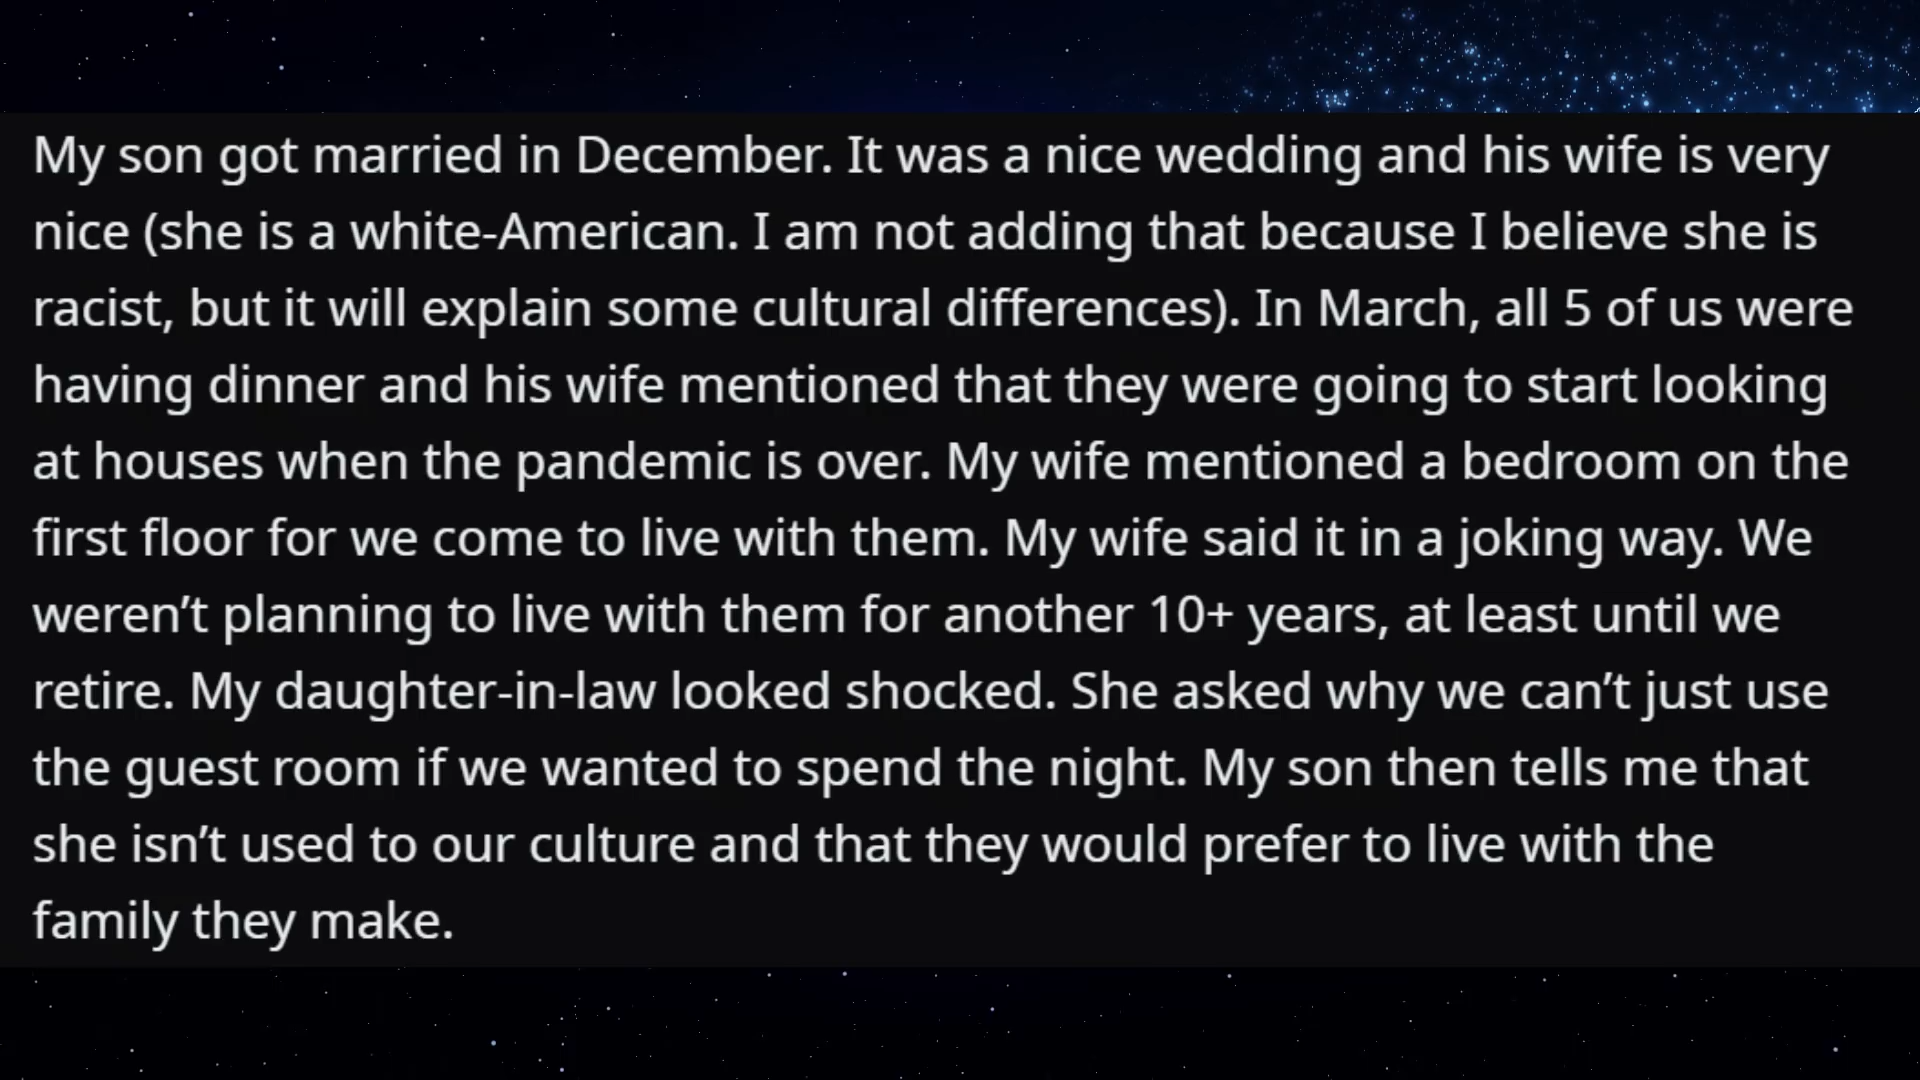 My son got married in December. It was a nice wedding and his wife is very
nice (she is a white-American. I am not adding that because I believe she is
racist, but it will explain some cultural differences). In March, all 5 of us were
having dinner and his wife mentioned that they were going to start looking
at houses when the pandemic is over. My wife mentioned a bedroom on the
first floor for we come to live with them. My wife said it in a joking way. We
weren’t planning to live with them for another 10+ years, at least until we
retire. My daughter-in-law looked shocked. She asked why we can’t just use
the guest room if we wanted to spend the night. My son then tells me that
she isn’t used to our culture and that they would prefer to live with the
family they make.